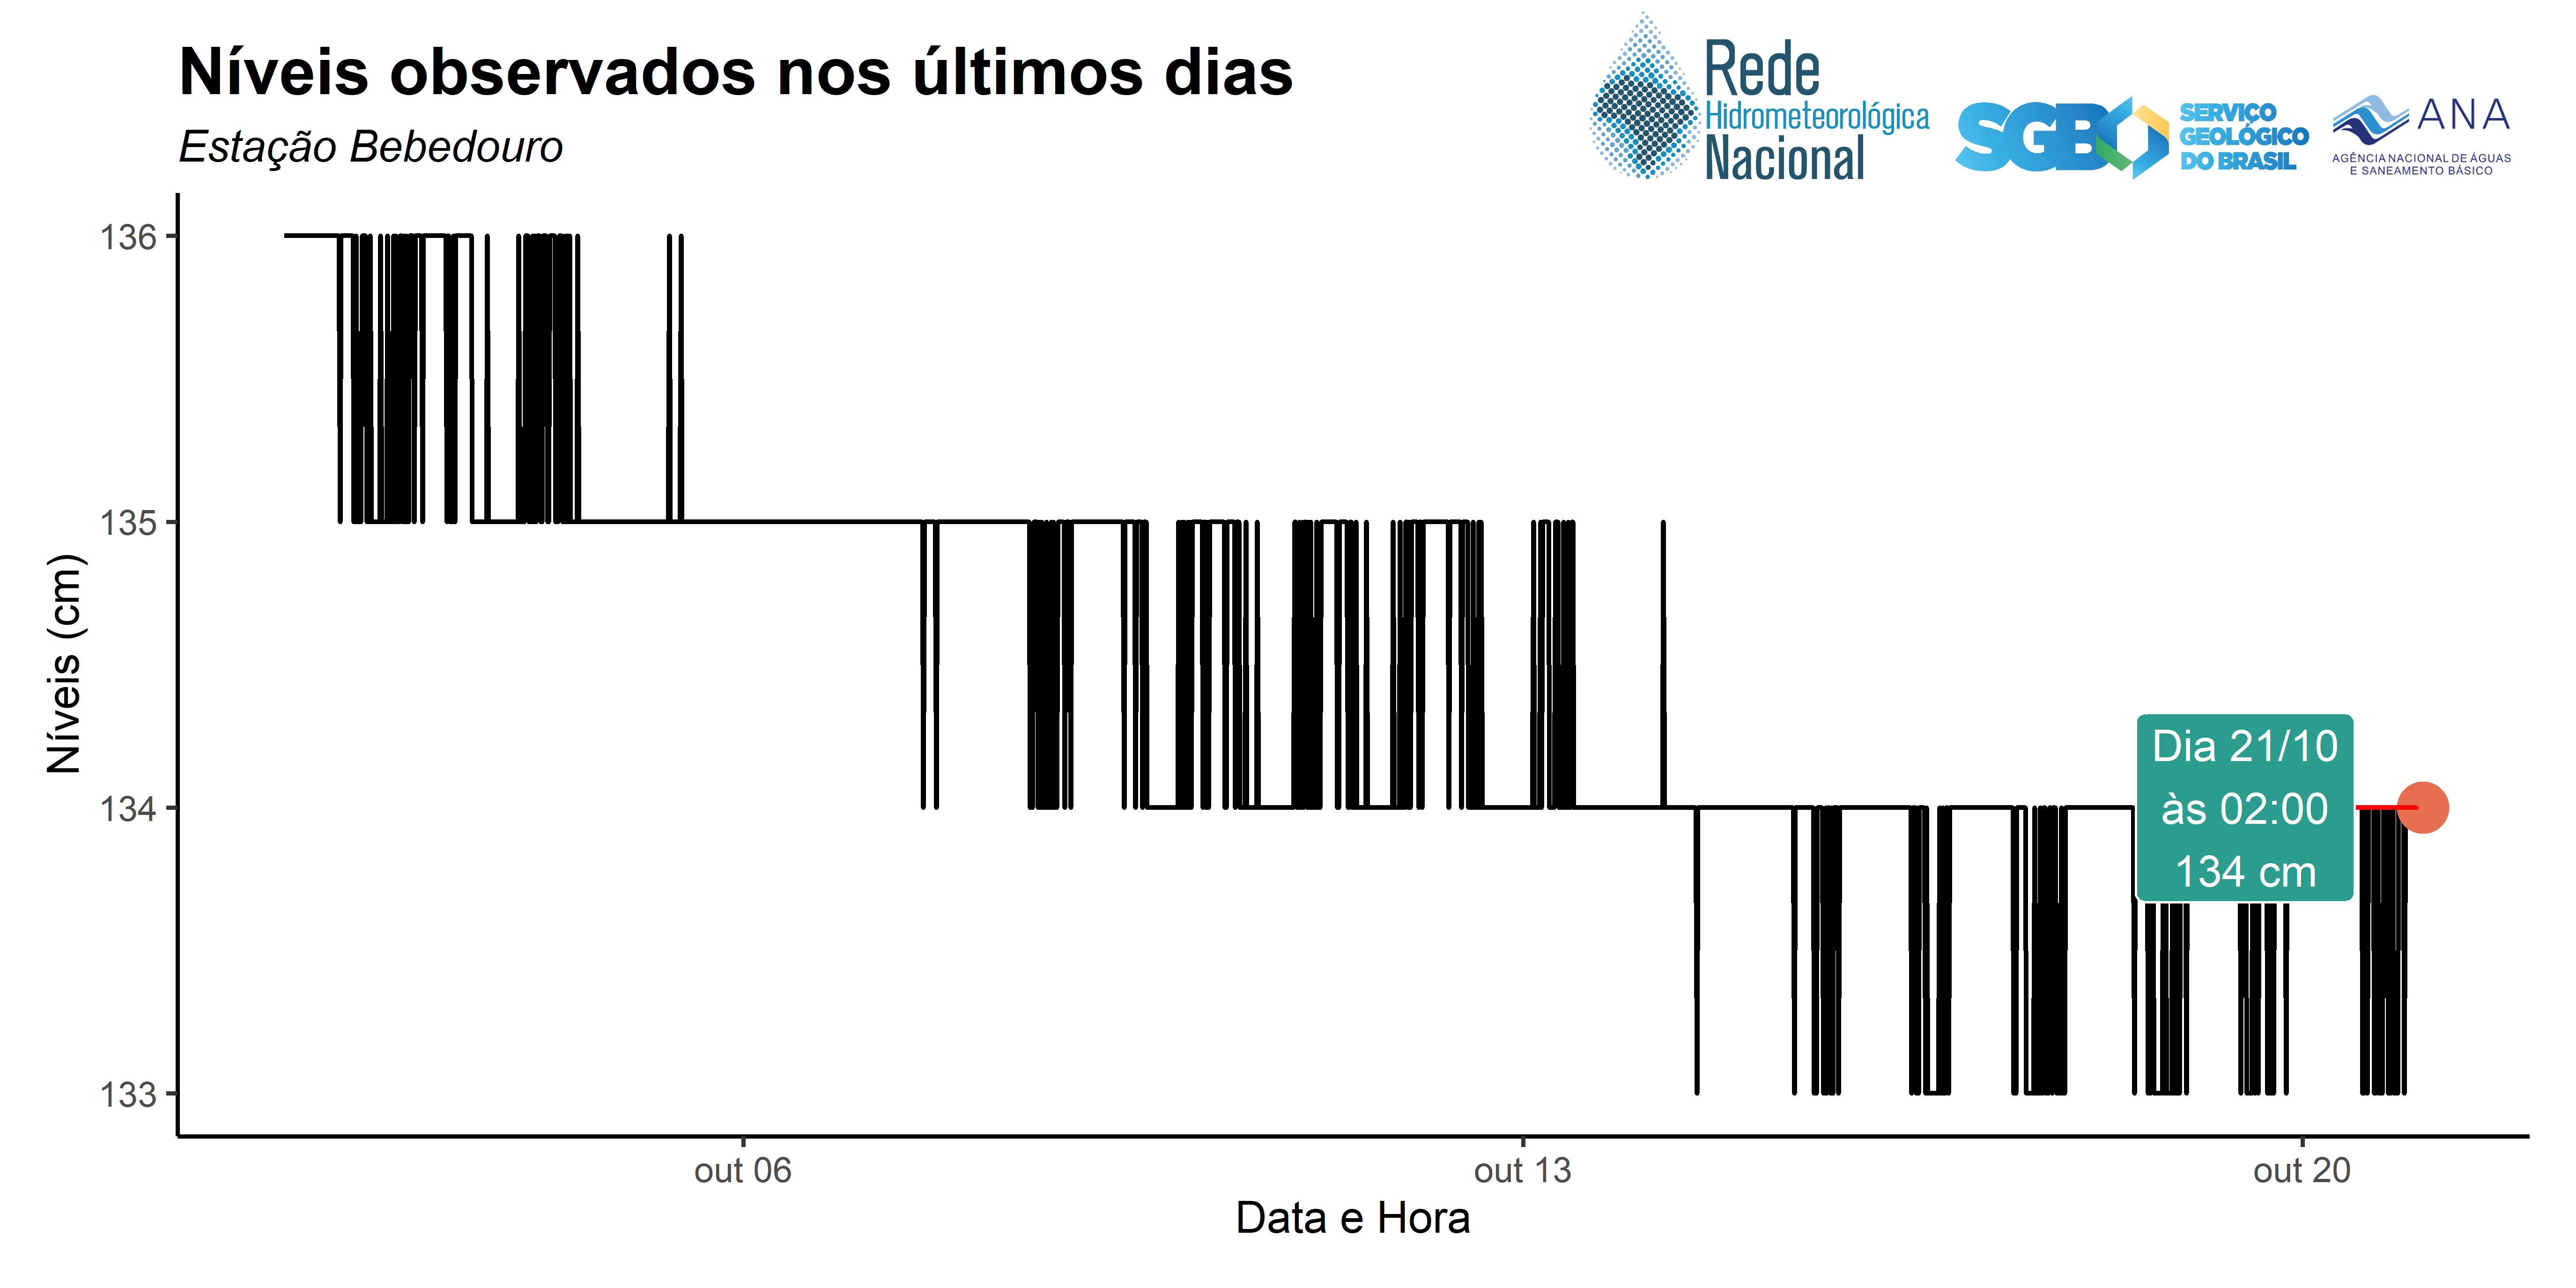 Níveis observados nos últimos dias
Estação Bebedouro
Rede
Hidrometeorológica
Nacional
SGB
SERVIÇO
GEOLÓGICO
DO BRASIL
ANA
AGÊNCIA NACIONAL DE ÁGUAS
E SANEAMENTO BÁSICO
136
135
134
133
Níveis (cm)
Dia 21/10
às 02:00
134 cm
out 06
out 13
out 20
Data e Hora